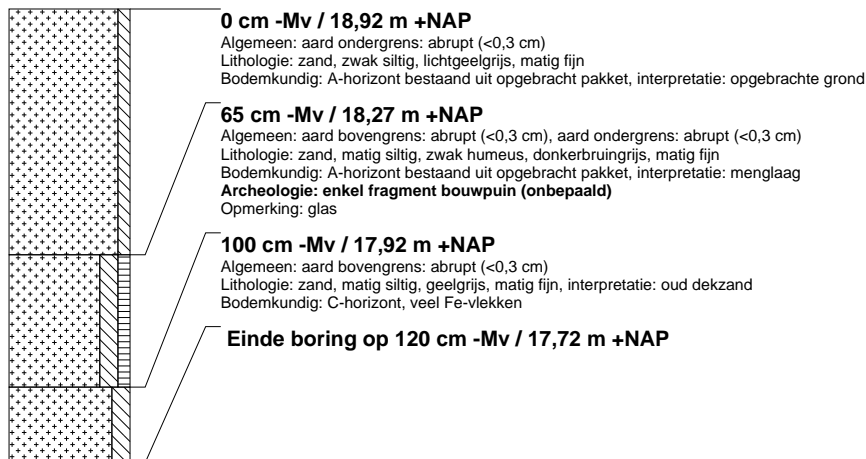 0 cm -Mv / 18,92 m +NAP
Algemeen: aard ondergrens: abrupt (<0,3 cm)
Lithologie: zand, zwak siltig, lichtgeelgrijs, matig fijn
Bodemkundig: A-horizont bestaand uit opgebracht pakket, interpretatie: opgebrachte grond
65 cm -Mv / 18,27 m +NAP
Algemeen: aard bovengrens: abrupt (<0,3 cm), aard ondergrens: abrupt (<0,3 cm)
Lithologie: zand, matig siltig, zwak humeus, donkerbruingrijs, matig fijn
Bodemkundig: A-horizont bestaand uit opgebracht pakket, interpretatie: menglaag
Archeologie: enkel fragment bouwpuin (onbepaald)
Opmerking: glas
100 cm -Mv / 17,92 m +NAP
Algemeen: aard bovengrens: abrupt (<0,3 cm)
Lithologie: zand, matig siltig, geelgrijs, matig fijn, interpretatie: oud dekzand
Bodemkundig: C-horizont, veel Fe-vlekken
Einde boring op 120 cm -Mv / 17,72 m +NAP